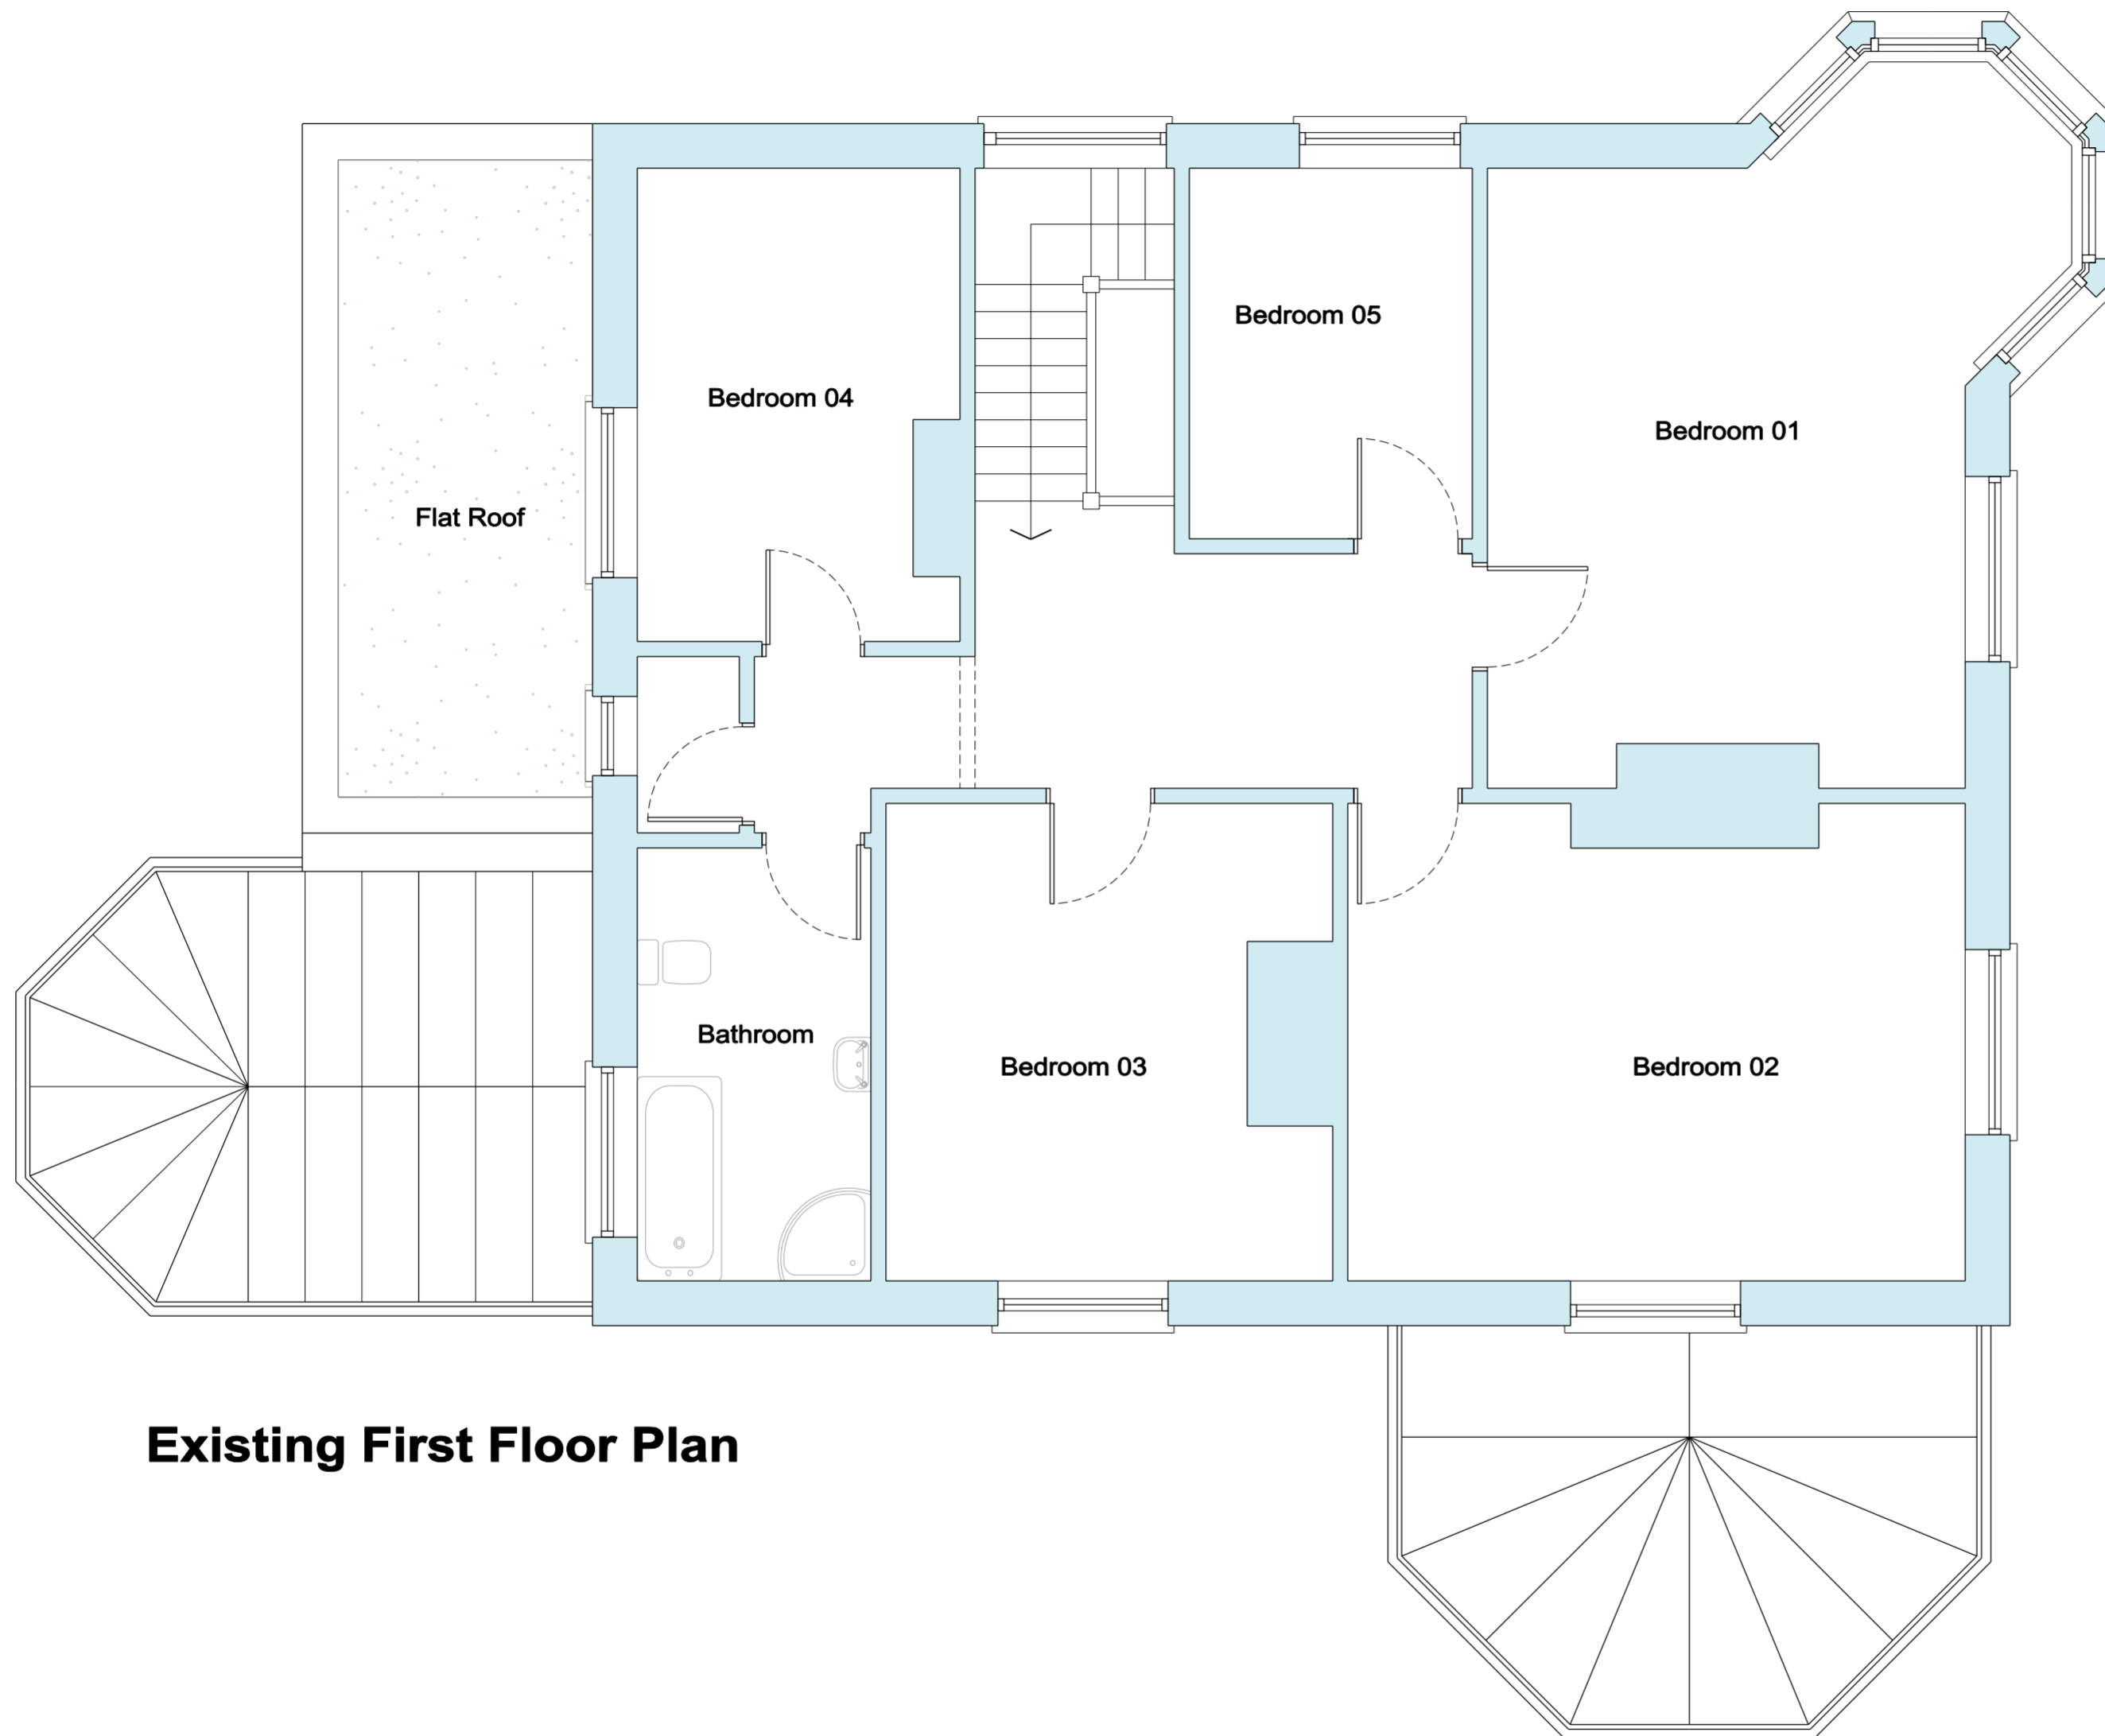 Bedroom 05
Bedroom 04
Bedroom 01
Flat Roof
Bathroom
Bedroom 03
Bedroom 02
Existing First Floor Plan